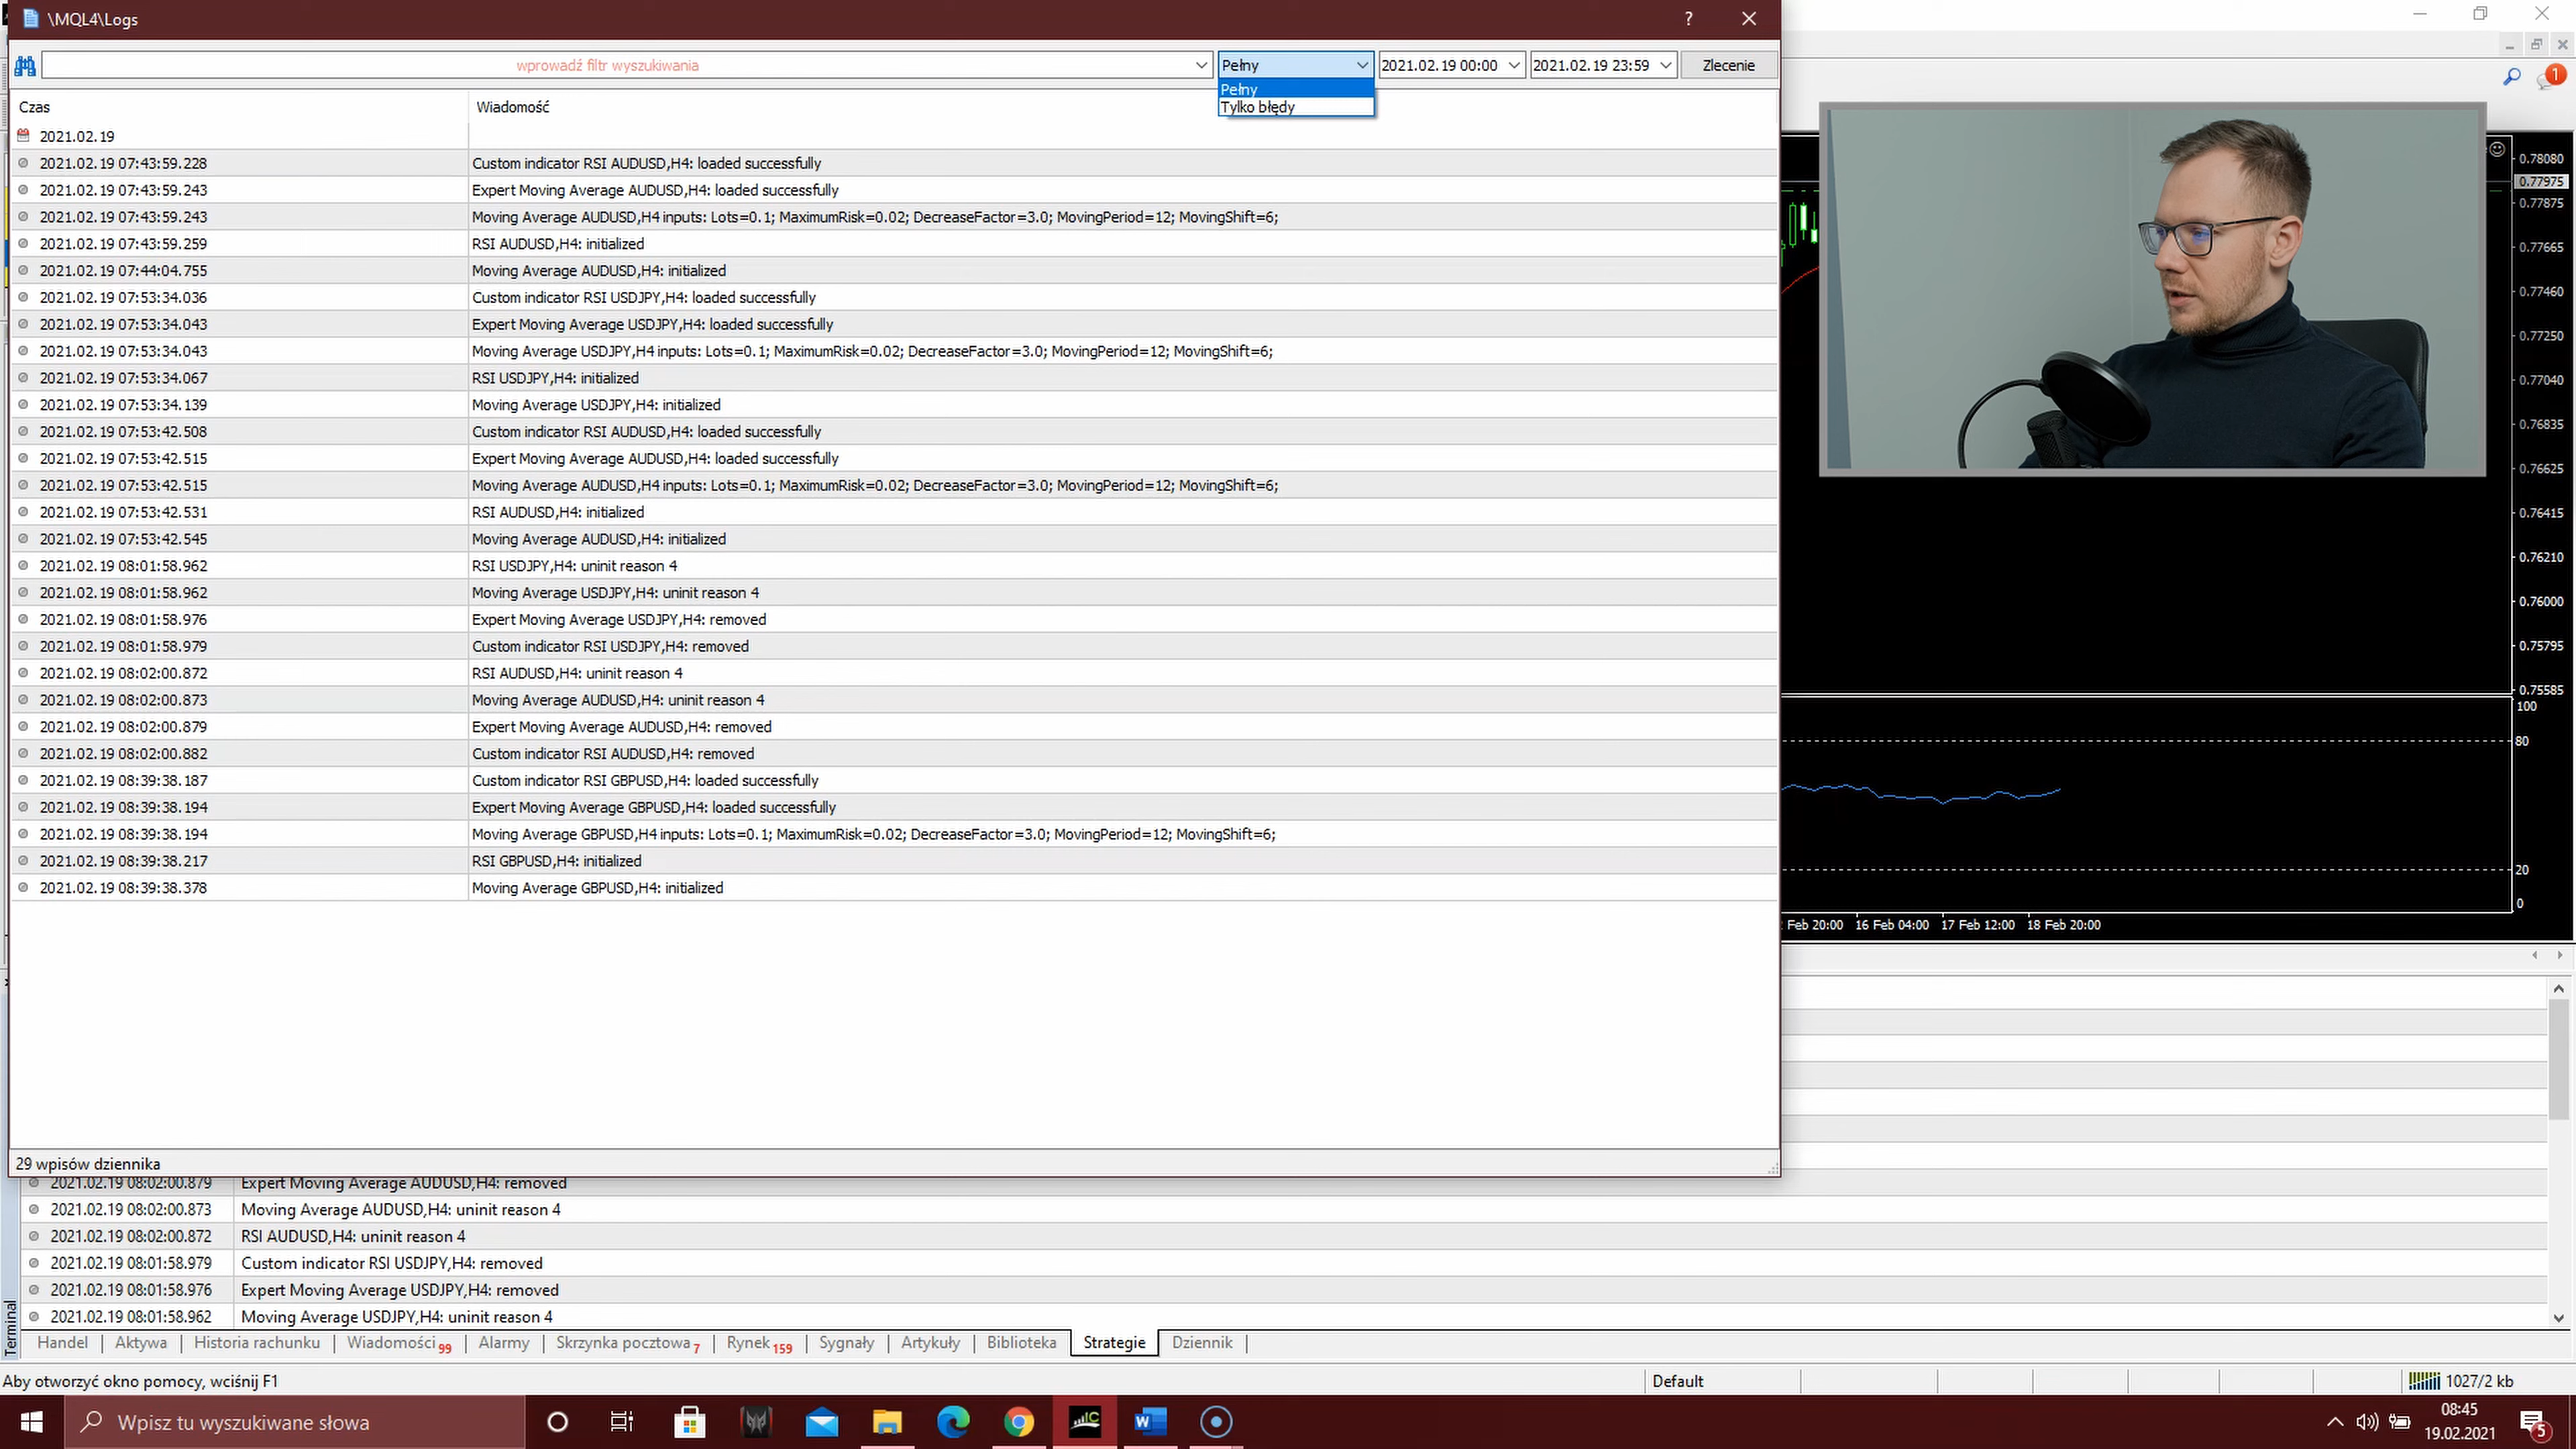 \MQL4\Logs
?
wprowadź filtr wyszukiwania
Pełny
2021.02.19 00:00
2021.02.19 23:59
Zlecenie
Pełny
Tylko błędy
Czas Wiadomość
2021.02.19
2021.02.19 07:43:59.228 Custom indicator RSI AUDUSD,H4: loaded successfully
2021.02.19 07:43:59.243 Expert Moving Average AUDUSD,H4: loaded successfully
2021.02.19 07:43:59.243 Moving Average AUDUSD,H4 inputs: Lots=0.1; MaximumRisk=0.02; DecreaseFactor=3.0; MovingPeriod=12; MovingShift=6;
2021.02.19 07:43:59.259 RSI AUDUSD,H4: initialized
2021.02.19 07:44:04.755 Moving Average AUDUSD,H4: initialized
2021.02.19 07:53:34.036 Custom indicator RSI USDJPY,H4: loaded successfully
2021.02.19 07:53:34.043 Expert Moving Average USDJPY,H4: loaded successfully
2021.02.19 07:53:34.043 Moving Average USDJPY,H4 inputs: Lots=0.1; MaximumRisk=0.02; DecreaseFactor=3.0; MovingPeriod=12; MovingShift=6;
2021.02.19 07:53:34.067 RSI USDJPY,H4: initialized
2021.02.19 07:53:34.139 Moving Average USDJPY,H4: initialized
2021.02.19 07:53:42.508 Custom indicator RSI AUDUSD,H4: loaded successfully
2021.02.19 07:53:42.515 Expert Moving Average AUDUSD,H4: loaded successfully
2021.02.19 07:53:42.515 Moving Average AUDUSD,H4 inputs: Lots=0.1; MaximumRisk=0.02; DecreaseFactor=3.0; MovingPeriod=12; MovingShift=6;
2021.02.19 07:53:42.531 RSI AUDUSD,H4: initialized
2021.02.19 07:53:42.545 Moving Average AUDUSD,H4: initialized
2021.02.19 08:01:58.962 RSI USDJPY,H4: uninit reason 4
2021.02.19 08:01:58.962 Moving Average USDJPY,H4: uninit reason 4
2021.02.19 08:01:58.976 Expert Moving Average USDJPY,H4: removed
2021.02.19 08:01:58.979 Custom indicator RSI USDJPY,H4: removed
2021.02.19 08:02:00.872 RSI AUDUSD,H4: uninit reason 4
2021.02.19 08:02:00.873 Moving Average AUDUSD,H4: uninit reason 4
2021.02.19 08:02:00.879 Expert Moving Average AUDUSD,H4: removed
2021.02.19 08:02:00.882 Custom indicator RSI AUDUSD,H4: removed
2021.02.19 08:39:38.187 Custom indicator RSI GBPUSD,H4: loaded successfully
2021.02.19 08:39:38.194 Expert Moving Average GBPUSD,H4: loaded successfully
2021.02.19 08:39:38.194 Moving Average GBPUSD,H4 inputs: Lots=0.1; MaximumRisk=0.02; DecreaseFactor=3.0; MovingPeriod=12; MovingShift=6;
2021.02.19 08:39:38.217 RSI GBPUSD,H4: initialized
2021.02.19 08:39:38.378 Moving Average GBPUSD,H4: initialized
29 wpisów dziennika
1
0.78080
0.77975
0.77875
0.77665
0.77460
0.77250
0.77040
0.76835
0.76625
0.76415
0.76210
0.76000
0.75795
0.75585
100
80
20
0
Feb 20:00 16 Feb 04:00 17 Feb 12:00 18 Feb 20:00
2021.02.19 08:02:00.879 Expert Moving Average AUDUSD,H4: removed
2021.02.19 08:02:00.873 Moving Average AUDUSD,H4: uninit reason 4
2021.02.19 08:02:00.872 RSI AUDUSD,H4: uninit reason 4
2021.02.19 08:01:58.979 Custom indicator RSI USDJPY,H4: removed
2021.02.19 08:01:58.976 Expert Moving Average USDJPY,H4: removed
2021.02.19 08:01:58.962 Moving Average USDJPY,H4: uninit reason 4
Terminal
Handel Aktywa Historia rachunku Wiadomości 99 Alarmy Skrzynka pocztowa 7 Rynek 159 Sygnały Artykuły Biblioteka Strategie Dziennik
Aby otworzyć okno pomocy, wciśnij F1
Default
1027/2 kb
Wpisz tu wyszukiwane słowa
IC
W
08:45
19.02.2021
5